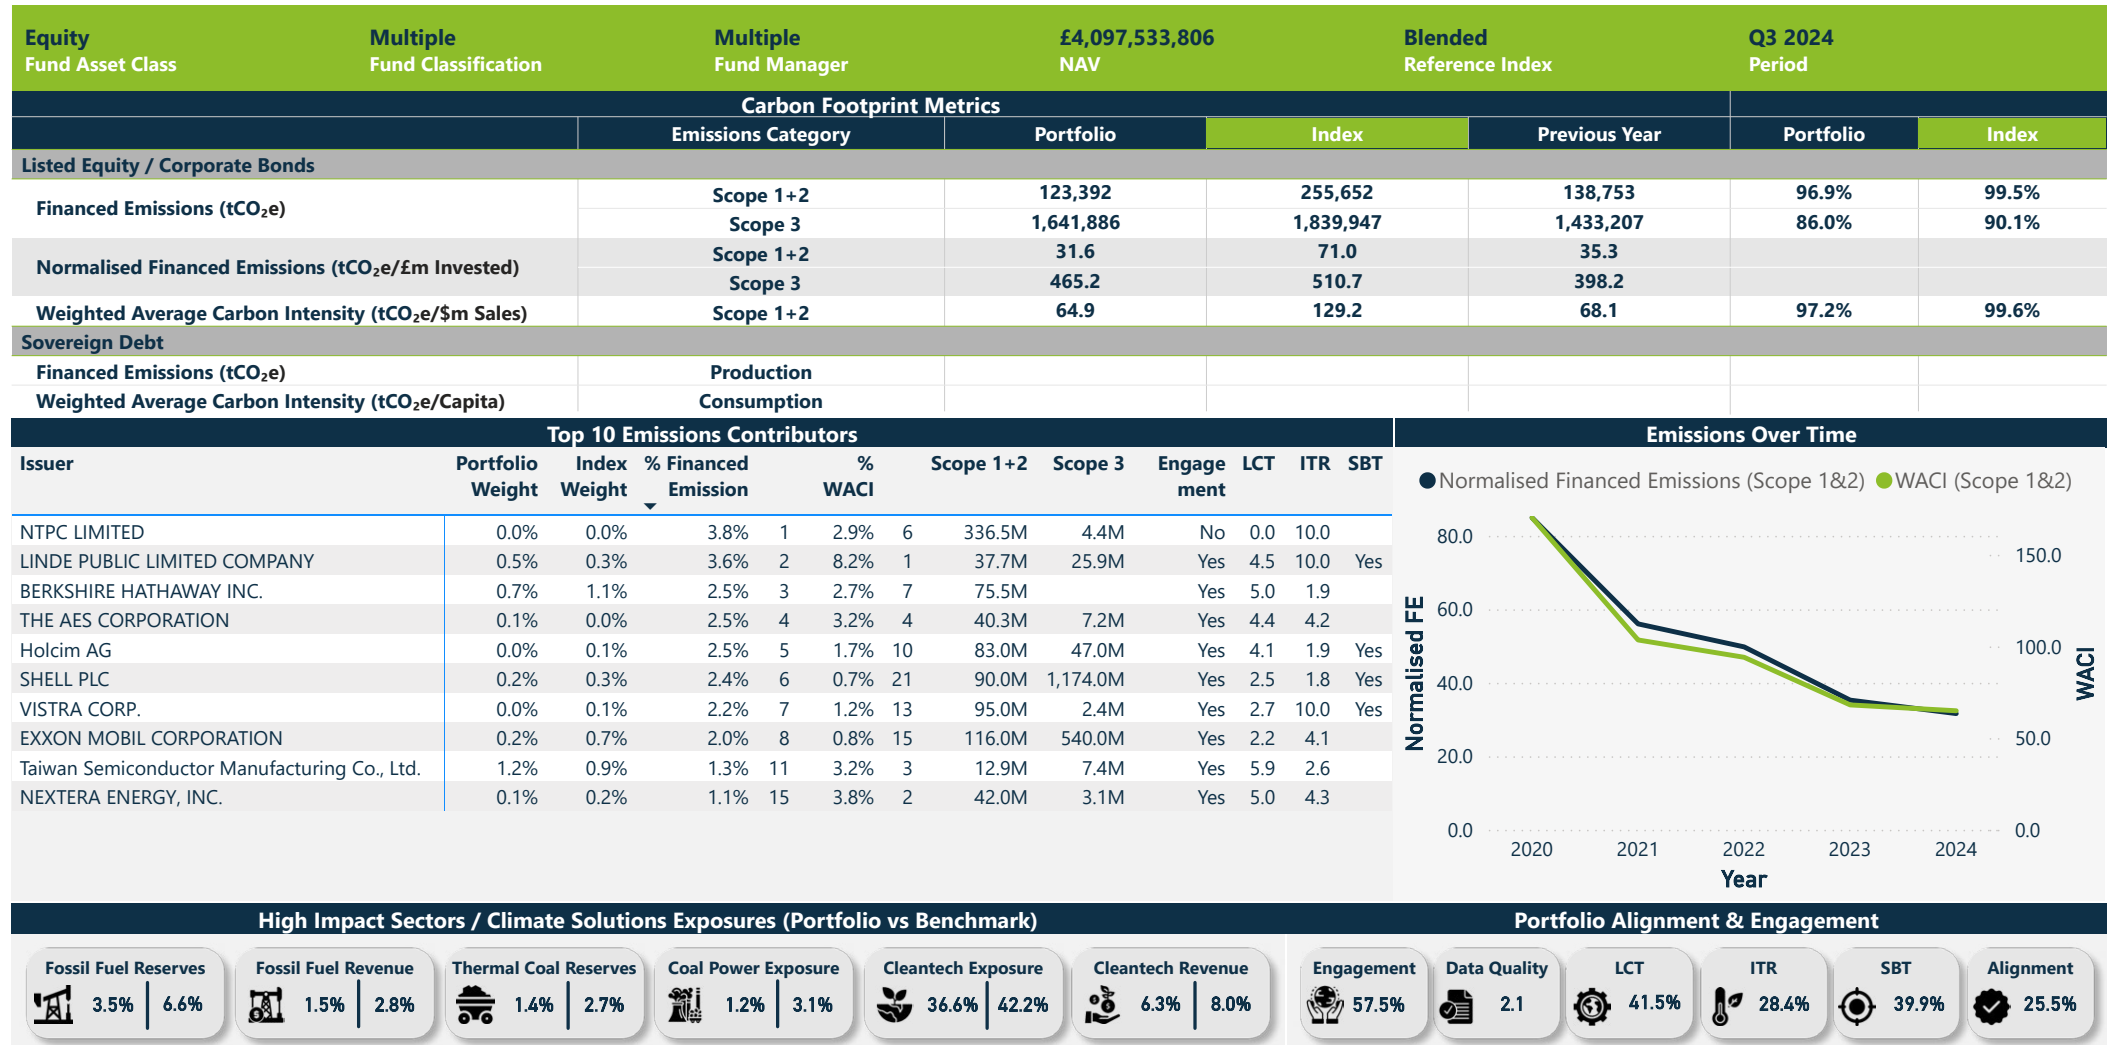 Equity Multiple Multiple £4,097,533,806 Blended Q3 2024
Fund Asset Class Fund Classification Fund Manager NAV Reference Index Period
Carbon Footprint Metrics
Emissions Category Portfolio Index Previous Year Portfolio Index
Listed Equity / Corporate Bonds
Financed Emissions (tCO₂e)
Scope 1+2 123,392 255,652 138,753 96.9% 99.5%
Scope 3 1,641,886 1,839,947 1,433,207 86.0% 90.1%
Normalised Financed Emissions (tCO₂e/£m Invested)
Scope 1+2 31.6 71.0 35.3
Scope 3 465.2 510.7 398.2
Weighted Average Carbon Intensity (tCO₂e/$m Sales) Scope 1+2 64.9 129.2 68.1 97.2% 99.6%
Sovereign Debt
Financed Emissions (tCO₂e) Production
Weighted Average Carbon Intensity (tCO₂e/Capita) Consumption
Top 10 Emissions Contributors
Issuer Portfolio Index % Financed % Scope 1+2 Scope 3 Engage LCT ITR SBT
Weight Weight Emission WACI ment
NTPC LIMITED 0.0% 0.0% 3.8% 1 2.9% 6 336.5M 4.4M No 0.0 10.0
LINDE PUBLIC LIMITED COMPANY 0.5% 0.3% 3.6% 2 8.2% 1 37.7M 25.9M Yes 4.5 10.0 Yes
BERKSHIRE HATHAWAY INC. 0.7% 1.1% 2.5% 3 2.7% 7 75.5M Yes 5.0 1.9
THE AES CORPORATION 0.1% 0.0% 2.5% 4 3.2% 4 40.3M 7.2M Yes 4.4 4.2
Holcim AG 0.0% 0.1% 2.5% 5 1.7% 10 83.0M 47.0M Yes 4.1 1.9 Yes
SHELL PLC 0.2% 0.3% 2.4% 6 0.7% 21 90.0M 1,174.0M Yes 2.5 1.8 Yes
VISTRA CORP. 0.0% 0.1% 2.2% 7 1.2% 13 95.0M 2.4M Yes 2.7 10.0 Yes
EXXON MOBIL CORPORATION 0.2% 0.7% 2.0% 8 0.8% 15 116.0M 540.0M Yes 2.2 4.1
Taiwan Semiconductor Manufacturing Co., Ltd. 1.2% 0.9% 1.3% 11 3.2% 3 12.9M 7.4M Yes 5.9 2.6
NEXTERA ENERGY, INC. 0.1% 0.2% 1.1% 15 3.8% 2 42.0M 3.1M Yes 5.0 4.3
Emissions Over Time
Normalised Financed Emissions (Scope 1&2) WACI (Scope 1&2)
Normalised FE
80.0
60.0
40.0
20.0
0.0
150.0
100.0
50.0
0.0
WACI
2020 2021 2022 2023 2024
Year
High Impact Sectors / Climate Solutions Exposures (Portfolio vs Benchmark)
Fossil Fuel Reserves Fossil Fuel Revenue Thermal Coal Reserves Coal Power Exposure Cleantech Exposure Cleantech Revenue
3.5% 6.6% 1.5% 2.8% 1.4% 2.7% 1.2% 3.1% 36.6% 42.2% 6.3% 8.0%
Portfolio Alignment & Engagement
Engagement Data Quality LCT ITR SBT Alignment
57.5% 2.1 41.5% 28.4% 39.9% 25.5%